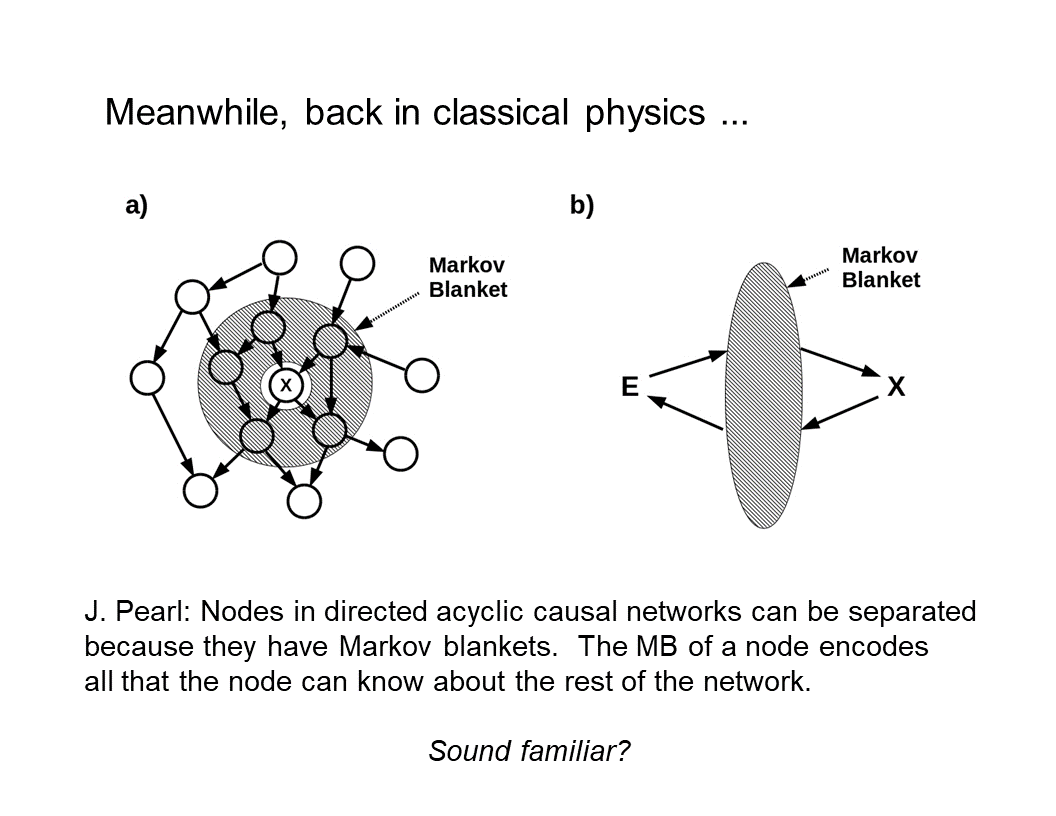 Meanwhile, back in classical physics ...
a)
b)
Markov
Blanket
X
Markov
Blanket
E
X
J. Pearl: Nodes in directed acyclic causal networks can be separated
because they have Markov blankets.  The MB of a node encodes
all that the node can know about the rest of the network.
Sound familiar?